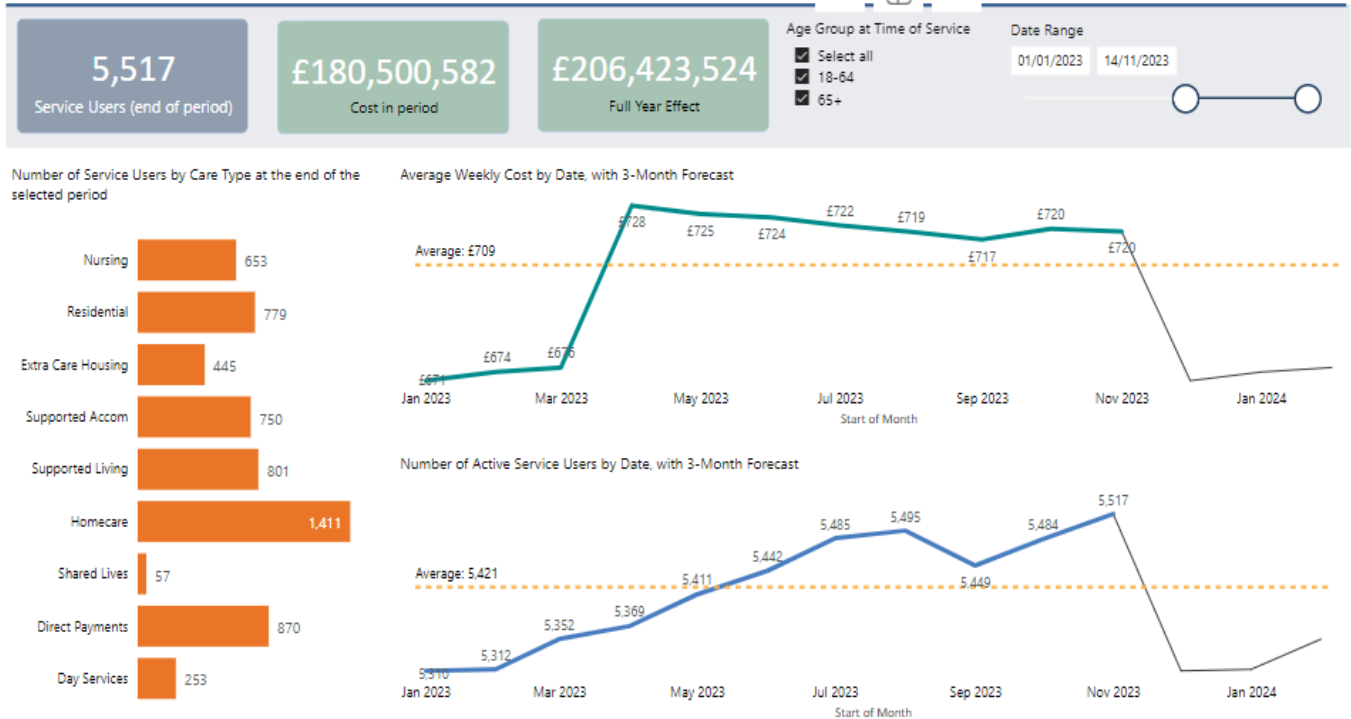 5,517
Service Users (end of period)
£180,500,582
Cost in period
£206,423,524
Full Year Effect
Age Group at Time of Service
Select all
18-64
65+
Date Range
01/01/2023 14/11/2023
Number of Service Users by Care Type at the end of the
selected period
Nursing 653
Residential 779
Extra Care Housing 445
Supported Accom 750
Supported Living 801
Homecare 1,411
Shared Lives 57
Direct Payments 870
Day Services 253
Average Weekly Cost by Date, with 3-Month Forecast
Average: £709
£671 £674 £676 £728 £725 £724 £722 £719 £717 £720 £720
Jan 2023 Mar 2023 May 2023 Jul 2023 Sep 2023 Nov 2023 Jan 2024
Start of Month
Number of Active Service Users by Date, with 3-Month Forecast
Average: 5,421
5,310 5,312 5,352 5,369 5,411 5,442 5,485 5,495 5,449 5,484 5,517
Jan 2023 Mar 2023 May 2023 Jul 2023 Sep 2023 Nov 2023 Jan 2024
Start of Month